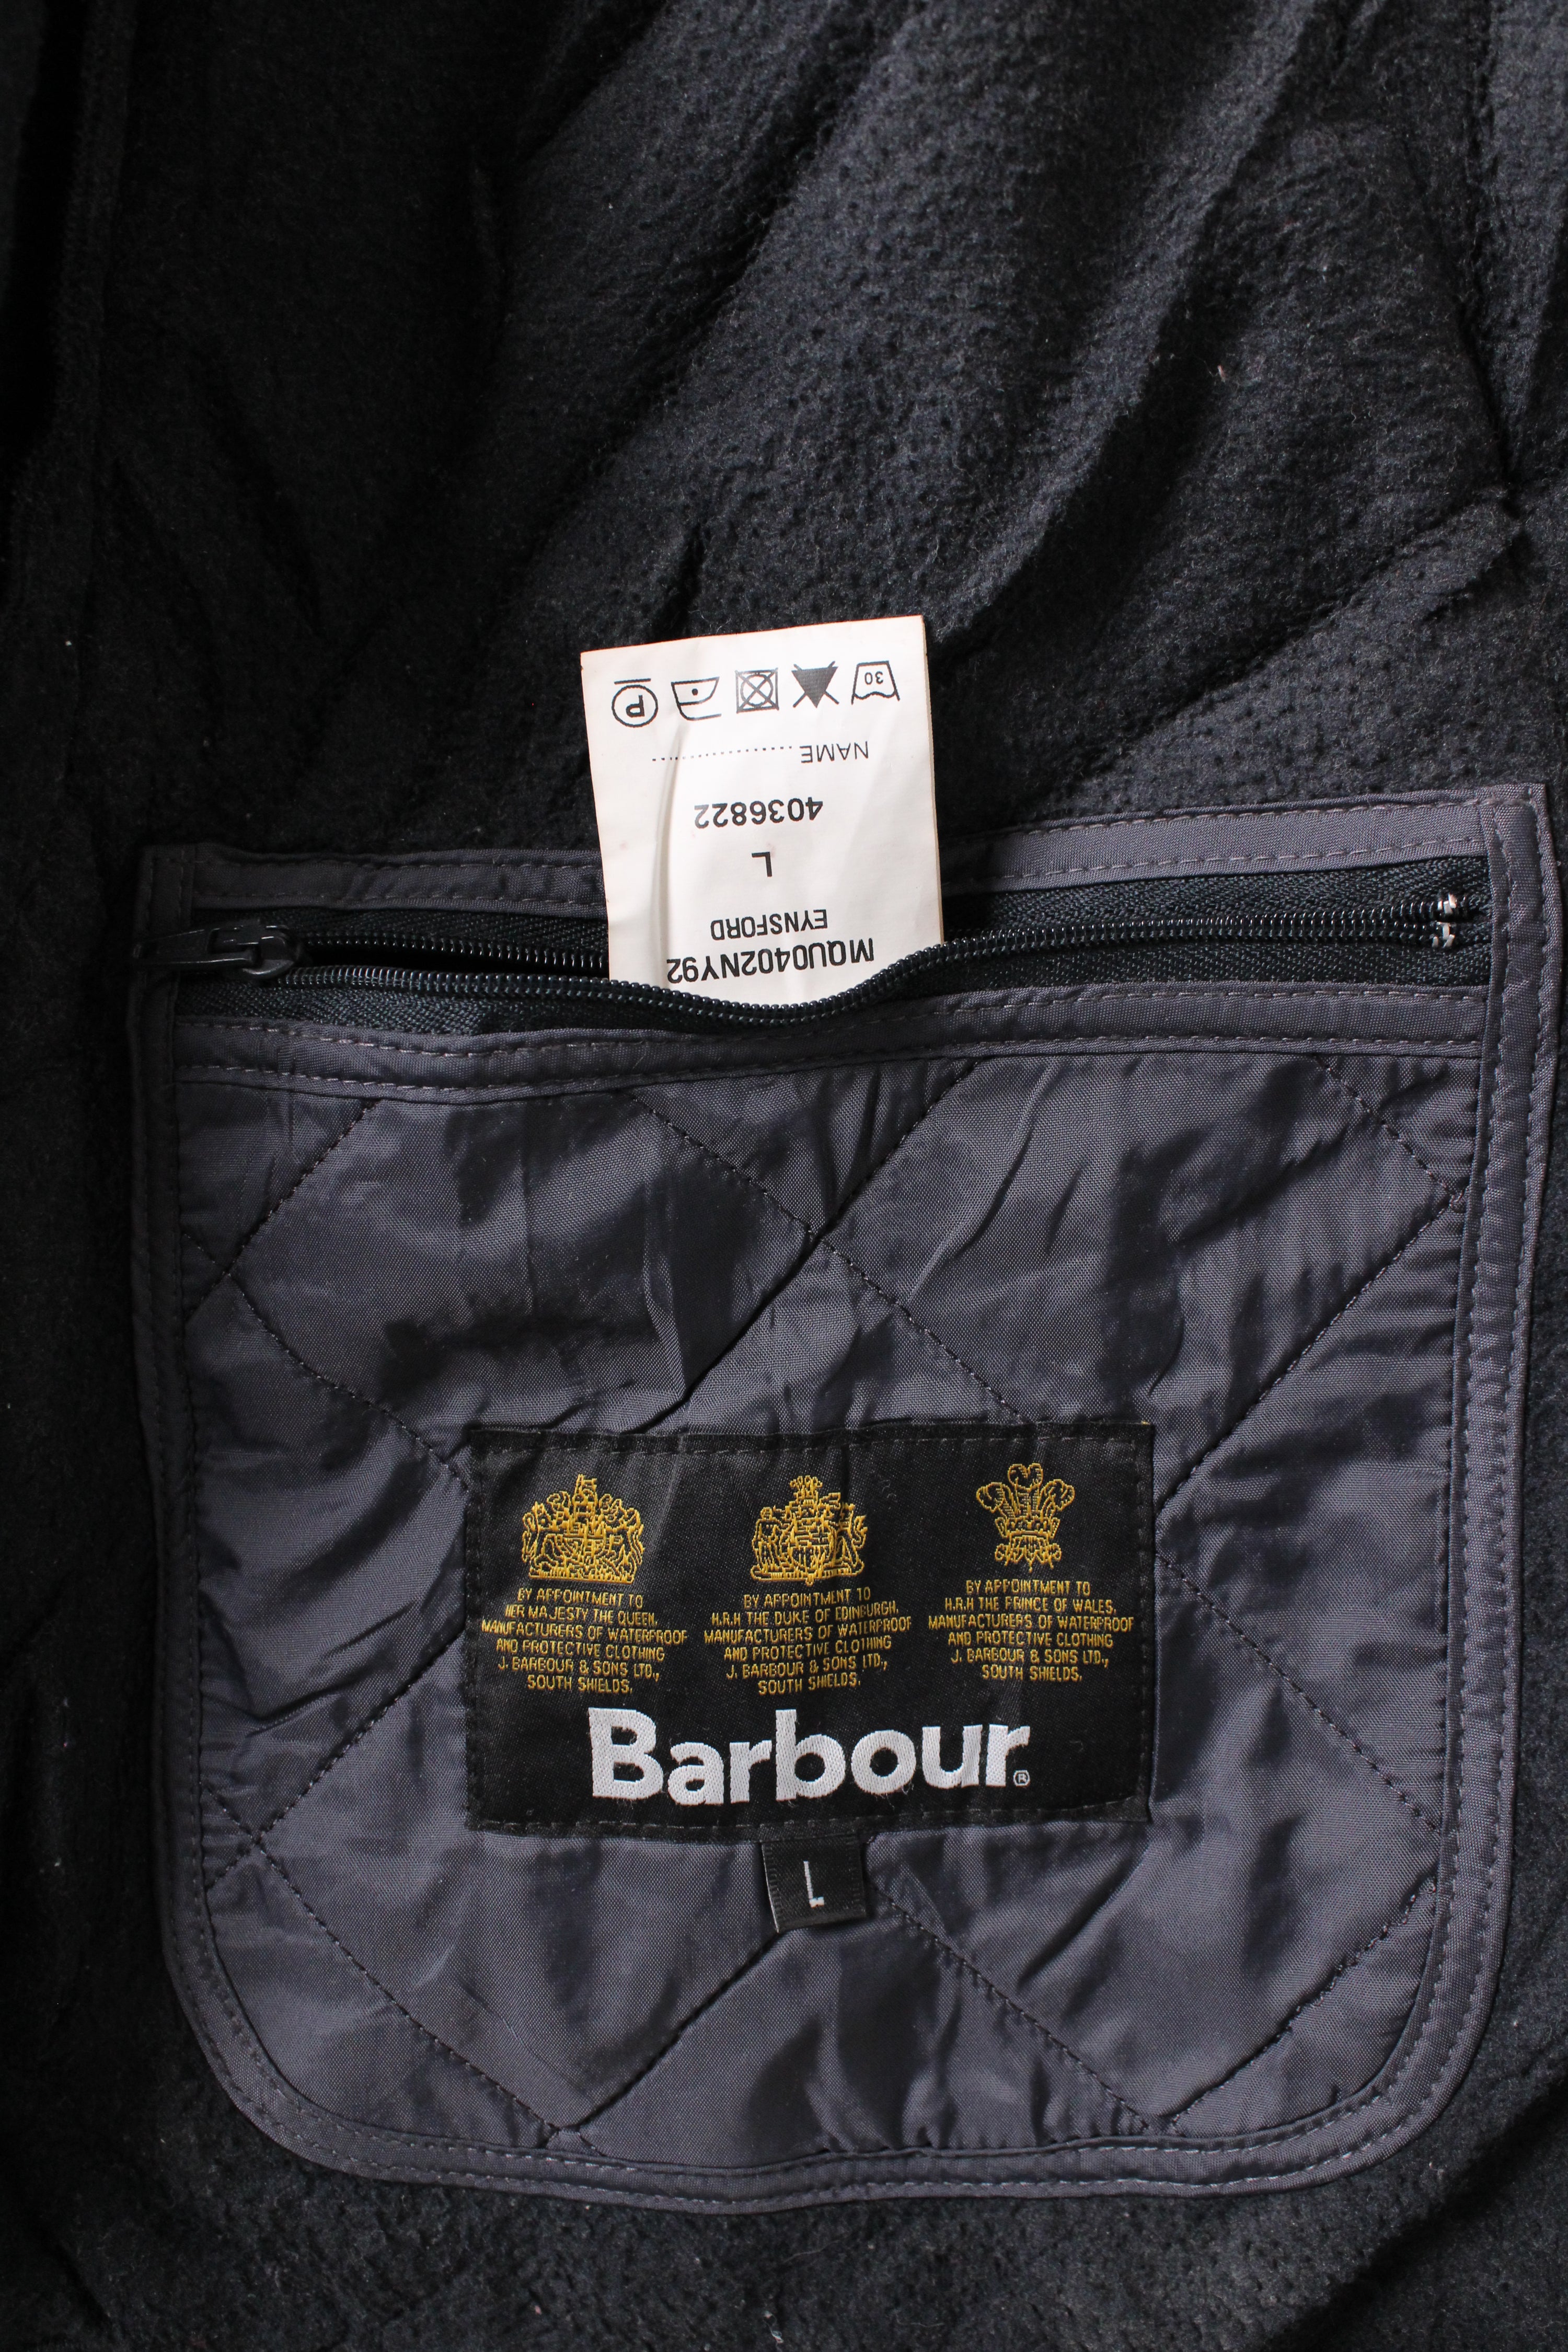 MQU0402NY92
EYNSFORD
L
4036822
NAME ....................
30
P
BY APPOINTMENT TO
HER MAJESTY THE QUEEN,
MANUFACTURERS OF WATERPROOF
AND PROTECTIVE CLOTHING
J. BARBOUR & SONS LTD.,
SOUTH SHIELDS.
BY APPOINTMENT TO
H.R.H THE DUKE OF EDINBURGH,
MANUFACTURERS OF WATERPROOF
AND PROTECTIVE CLOTHING
J. BARBOUR & SONS LTD.,
SOUTH SHIELDS.
BY APPOINTMENT TO
H.R.H THE PRINCE OF WALES,
MANUFACTURERS OF WATERPROOF
AND PROTECTIVE CLOTHING
J. BARBOUR & SONS LTD.,
SOUTH SHIELDS.
Barbour®
L